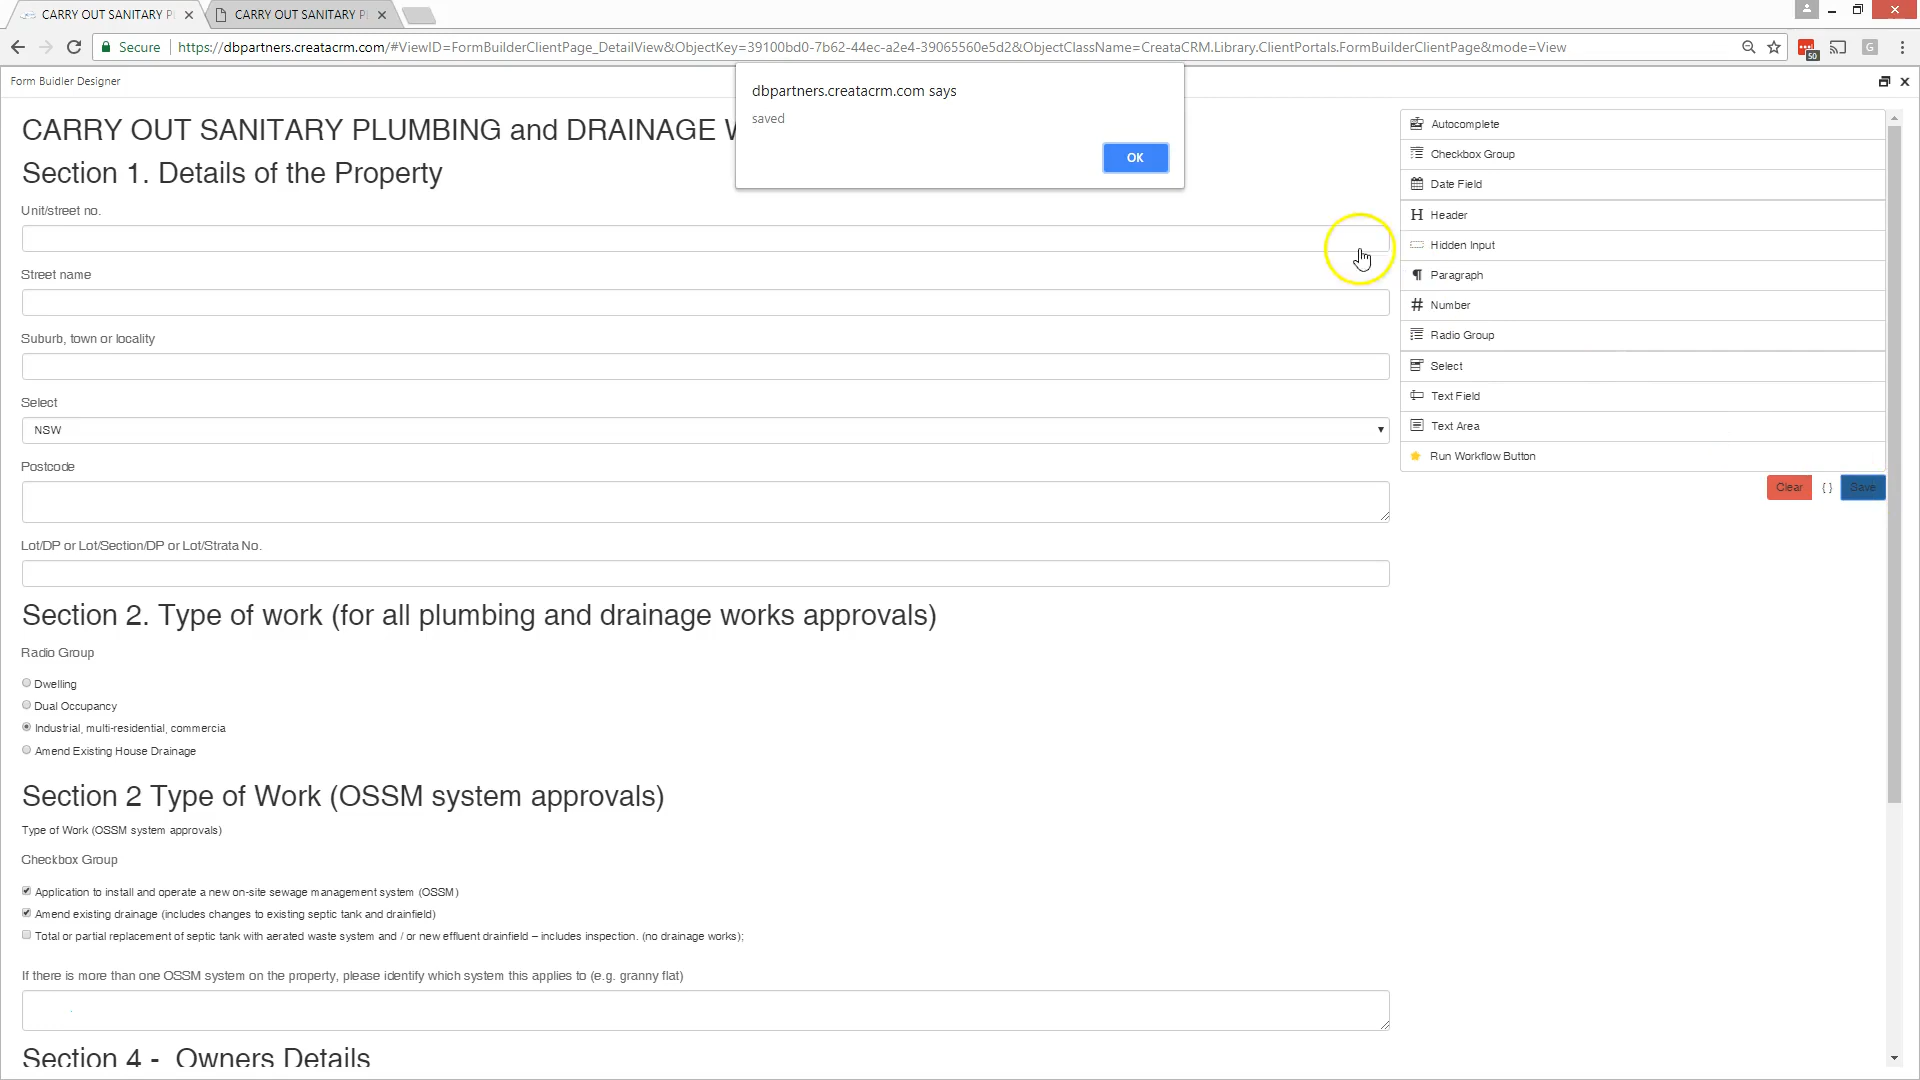 CARRY OUT SANITARY P
CARRY OUT SANITARY P
Secure
https://dbpartners.creatacrm.com/#ViewID=FormBuilderClientPage_DetailView&ObjectKey=39100bd0-7b62-44ec-a2e4-39065560e5d2&ObjectClassName=CreataCRM.Library.ClientPortals.FormBuilderClientPage&mode=View
50
G
Form Buidler Designer
dbpartners.creatacrm.com says
saved
OK
CARRY OUT SANITARY PLUMBING and DRAINAGE
Section 1. Details of the Property
Unit/street no.
Street name
Suburb, town or locality
Select
NSW
Postcode
Lot/DP or Lot/Section/DP or Lot/Strata No.
Section 2. Type of work (for all plumbing and drainage works approvals)
Radio Group
Dwelling
Dual Occupancy
Industrial, multi-residential, commercia
Amend Existing House Drainage
Section 2 Type of Work (OSSM system approvals)
Type of Work (OSSM system approvals)
Checkbox Group
Application to install and operate a new on-site sewage management system (OSSM)
Amend existing drainage (includes changes to existing septic tank and drainfield)
Total or partial replacement of septic tank with aerated waste system and / or new effluent drainfield – includes inspection. (no drainage works);
If there is more than one OSSM system on the property, please identify which system this applies to (e.g. granny flat)
Section 4 - Owners Details
Autocomplete
Checkbox Group
Date Field
H Header
Hidden Input
¶ Paragraph
# Number
Radio Group
Select
Text Field
Text Area
Run Workflow Button
Clear
{ }
Save